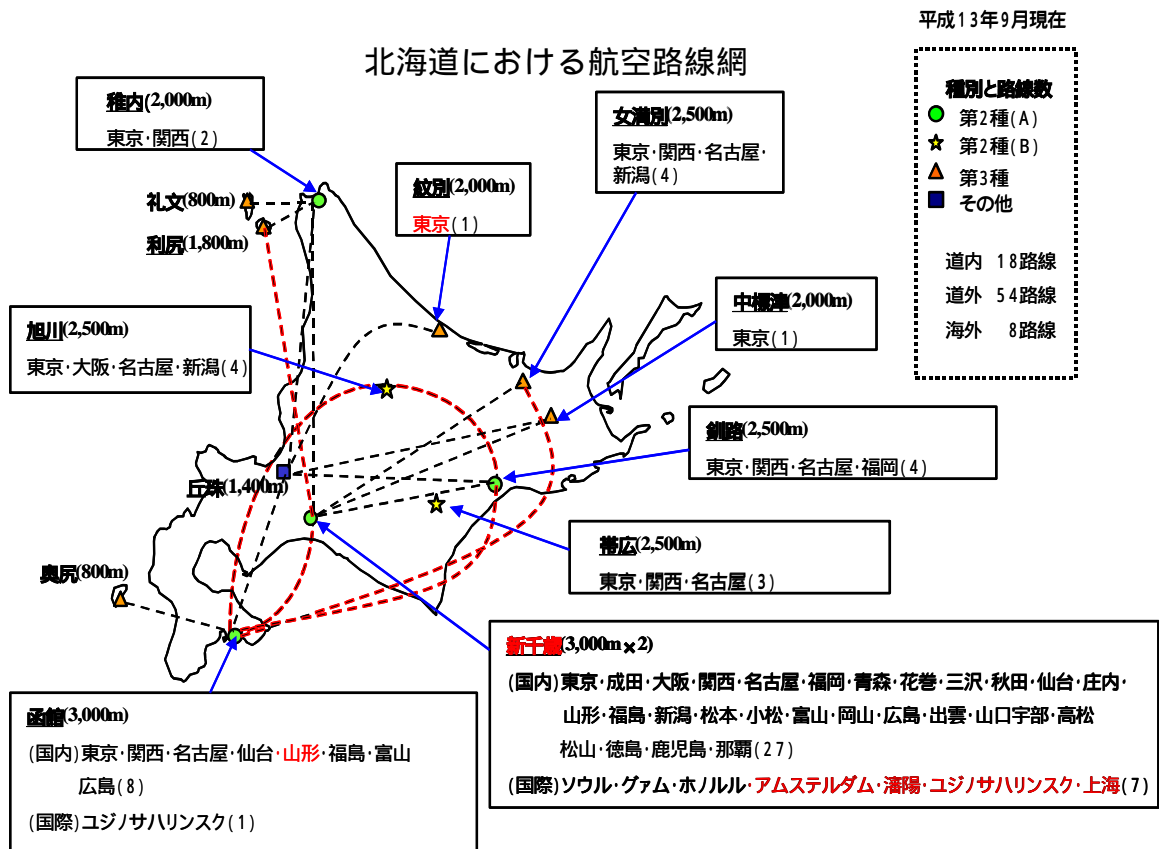 平成13年9月現在
北海道における航空路線網
種別と路線数
第2種(A)
第2種(B)
第3種
その他
道内 18路線
道外 54路線
海外 8路線
稚内(2,000m)
東京・関西(2)
女満別(2,500m)
東京・関西・名古屋・
新潟(4)
紋別(2,000m)
東京(1)
礼文(800m)
利尻(1,800m)
中標津(2,000m)
東京(1)
旭川(2,500m)
東京・大阪・名古屋・新潟(4)
釧路(2,500m)
東京・関西・名古屋・福岡(4)
丘珠(1,400m)
帯広(2,500m)
東京・関西・名古屋(3)
奥尻(800m)
新千歳(3,000m×2)
(国内)東京・成田・大阪・関西・名古屋・福岡・青森・花巻・三沢・秋田・仙台・庄内・
山形・福島・新潟・松本・小松・富山・岡山・広島・出雲・山口宇部・高松
松山・徳島・鹿児島・那覇(27)
(国際)ソウル・グァム・ホノルル・アムステルダム・瀋陽・ユジノサハリンスク・上海(7)
函館(3,000m)
(国内)東京・関西・名古屋・仙台・山形・福島・富山
広島(8)
(国際)ユジノサハリンスク(1)